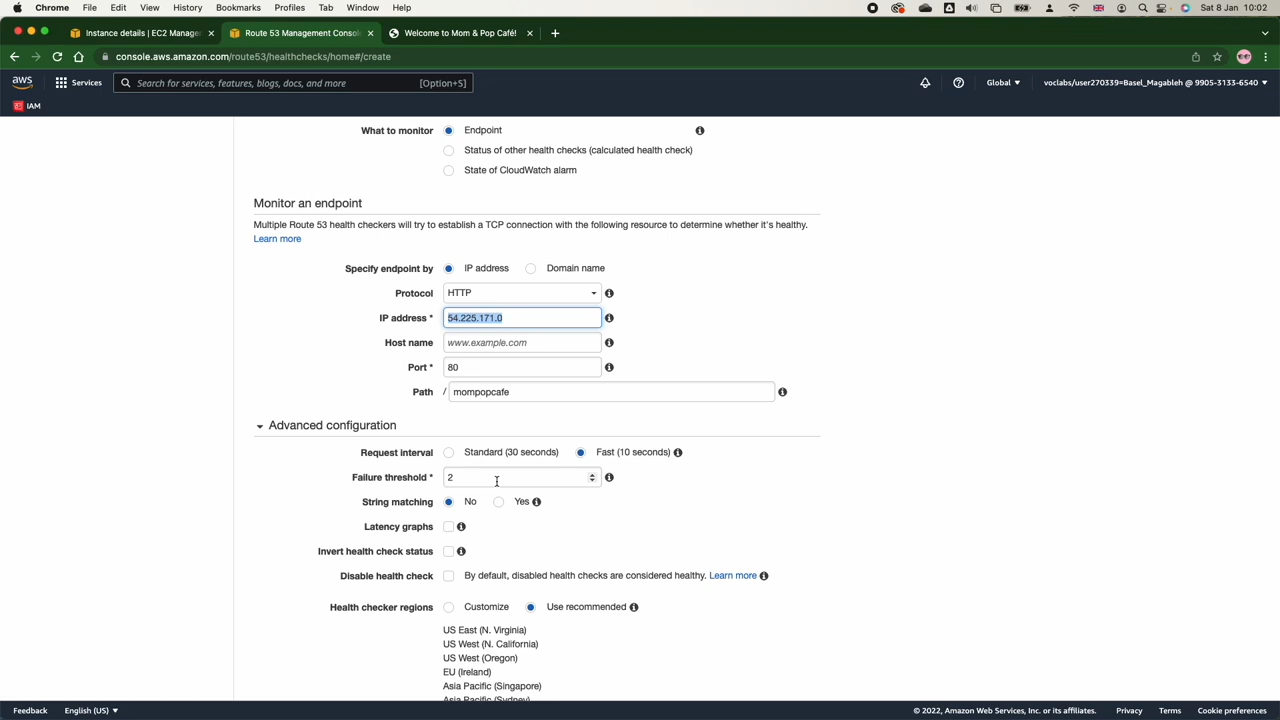 Chrome File Edit View History Bookmarks Profiles Tab Window Help Sat 8 Jan 10:02
Instance details | EC2 Manage × Route 53 Management Consol × Welcome to Mom & Pop Café! × +
console.aws.amazon.com/route53/healthchecks/home#/create
aws Services Search for services, features, blogs, docs, and more [Option+S] Global voclabs/user270339=Basel_Magableh @ 9905-3133-6540
IAM
What to monitor Endpoint
Status of other health checks (calculated health check)
State of CloudWatch alarm
Monitor an endpoint
Multiple Route 53 health checkers will try to establish a TCP connection with the following resource to determine whether it's healthy.
Learn more
Specify endpoint by IP address Domain name
Protocol HTTP
IP address * 54.225.171.0
Host name www.example.com
Port * 80
Path / mompopcafe
Advanced configuration
Request interval Standard (30 seconds) Fast (10 seconds)
Failure threshold * 2
String matching No Yes
Latency graphs
Invert health check status
Disable health check By default, disabled health checks are considered healthy. Learn more
Health checker regions Customize Use recommended
US East (N. Virginia)
US West (N. California)
US West (Oregon)
EU (Ireland)
Asia Pacific (Singapore)
Asia Pacific (Sydney)
Feedback English (US) © 2022, Amazon Web Services, Inc. or its affiliates. Privacy Terms Cookie preferences